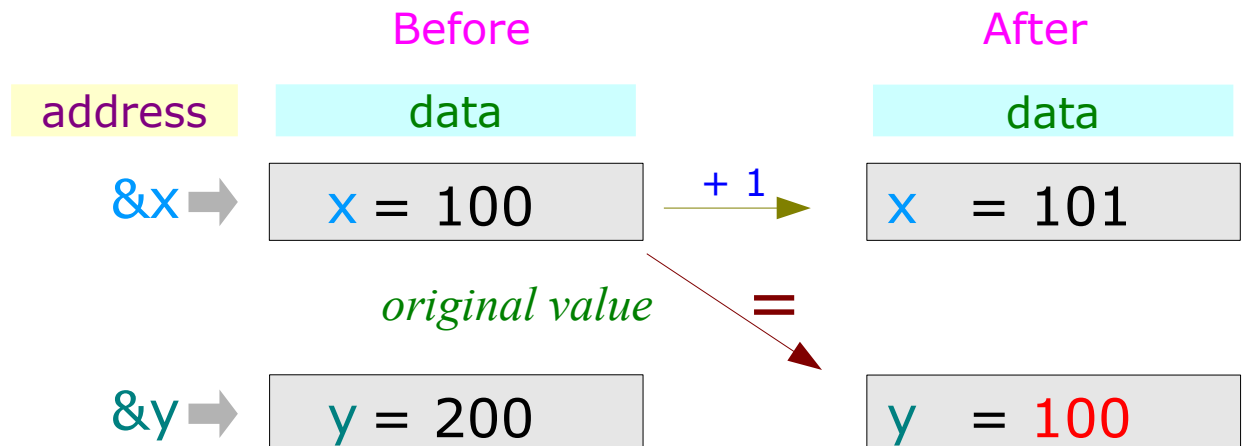 Before After
address data data
&x x = 100 + 1 x = 101
original value =
&y y = 200 y = 100